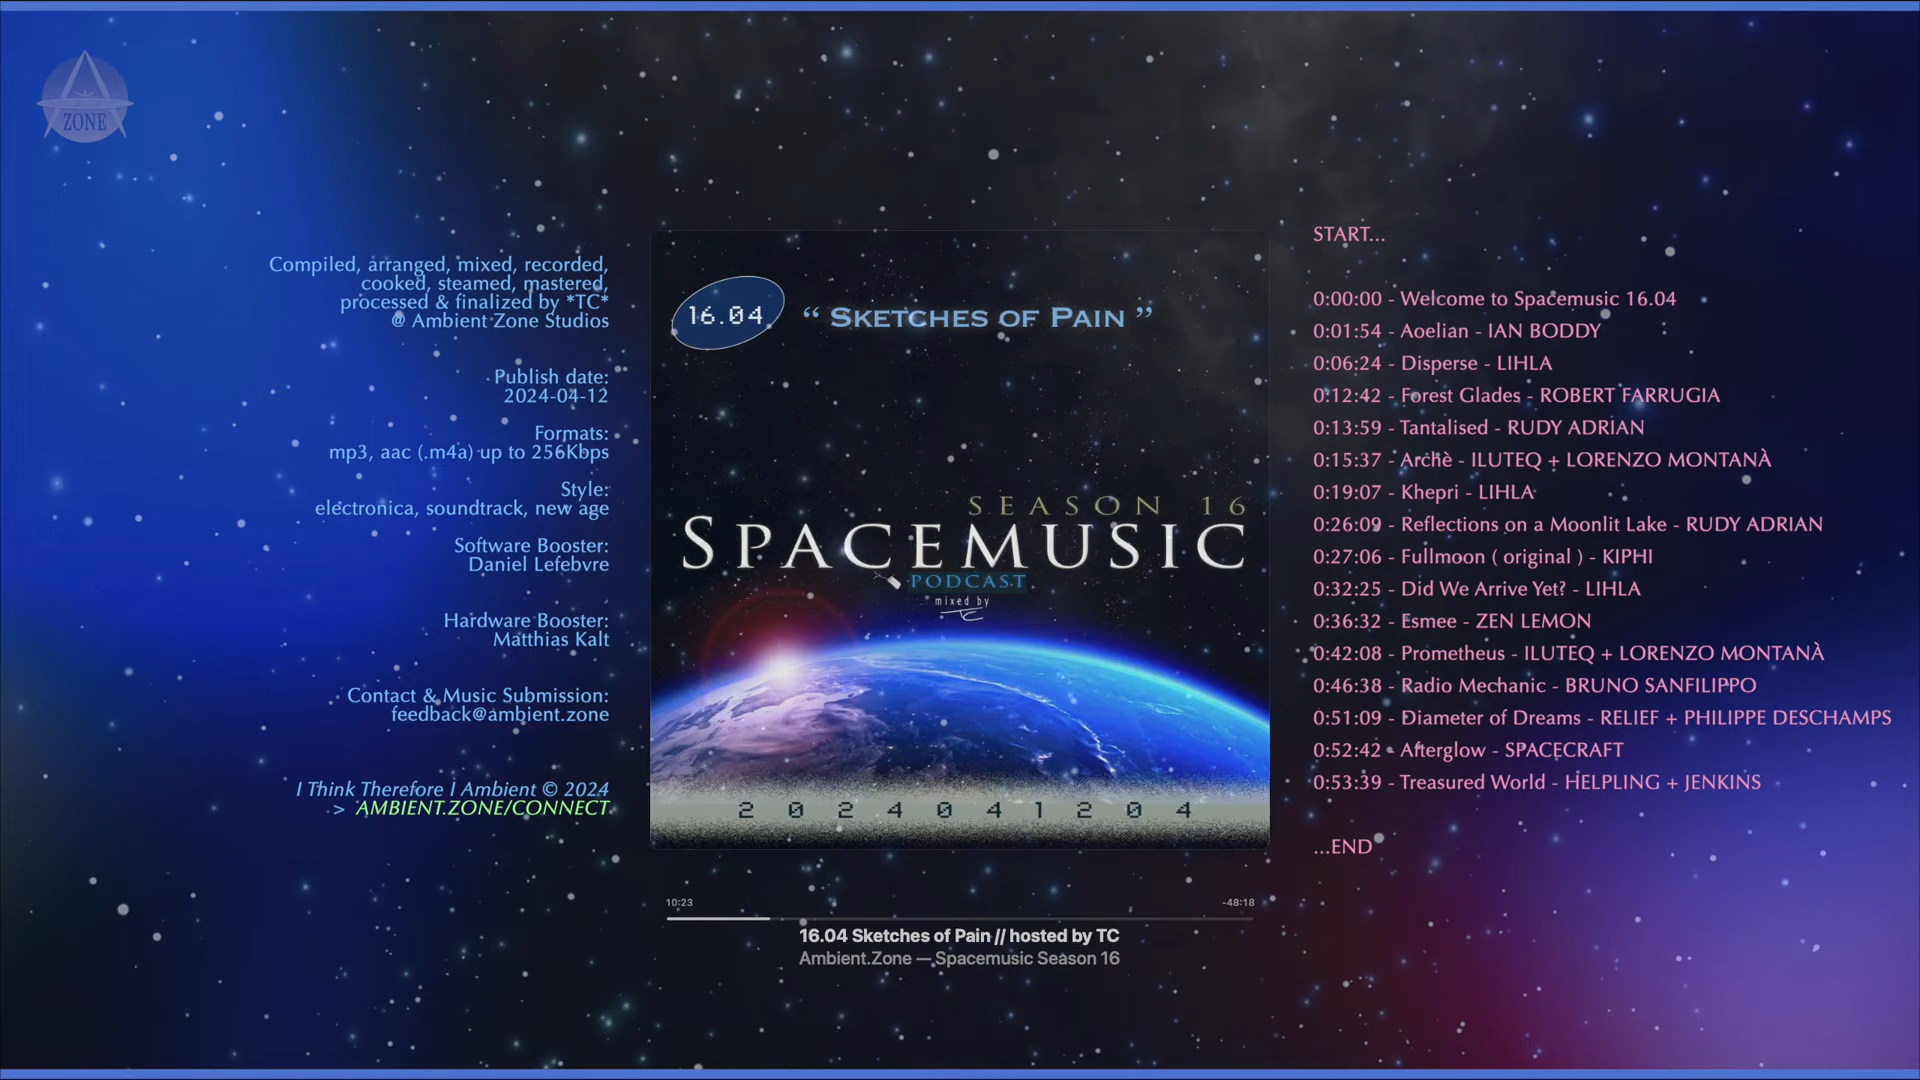 ZONE
Compiled, arranged, mixed, recorded,
cooked, steamed, mastered,
processed & finalized by *TC*
@ Ambient Zone Studios
Publish date:
2024-04-12
Formats:
mp3, aac (.m4a) up to 256Kbps
Style:
electronica, soundtrack, new age
Software Booster:
Daniel Lefebvre
Hardware Booster:
Matthias Kalt
Contact & Music Submission:
feedback@ambient.zone
I Think Therefore I Ambient © 2024
> AMBIENT.ZONE/CONNECT
16.04 “ SKETCHES OF PAIN ”
SEASON 16
SPACEMUSIC
PODCAST
mixed by
TC
2 0 2 4 0 4 1 2 0 4
10:23 -48:18
16.04 Sketches of Pain // hosted by TC
Ambient.Zone — Spacemusic Season 16
START...
0:00:00 - Welcome to Spacemusic 16.04
0:01:54 - Aoelian - IAN BODDY
0:06:24 - Disperse - LIHLA
0:12:42 - Forest Glades - ROBERT FARRUGIA
0:13:59 - Tantalised - RUDY ADRIAN
0:15:37 - Archè - ILUTEQ + LORENZO MONTANÀ
0:19:07 - Khepri - LIHLA
0:26:09 - Reflections on a Moonlit Lake - RUDY ADRIAN
0:27:06 - Fullmoon ( original ) - KIPHI
0:32:25 - Did We Arrive Yet? - LIHLA
0:36:32 - Esmee - ZEN LEMON
0:42:08 - Prometheus - ILUTEQ + LORENZO MONTANÀ
0:46:38 - Radio Mechanic - BRUNO SANFILIPPO
0:51:09 - Diameter of Dreams - RELIEF + PHILIPPE DESCHAMPS
0:52:42 - Afterglow - SPACECRAFT
0:53:39 - Treasured World - HELPLING + JENKINS
...END